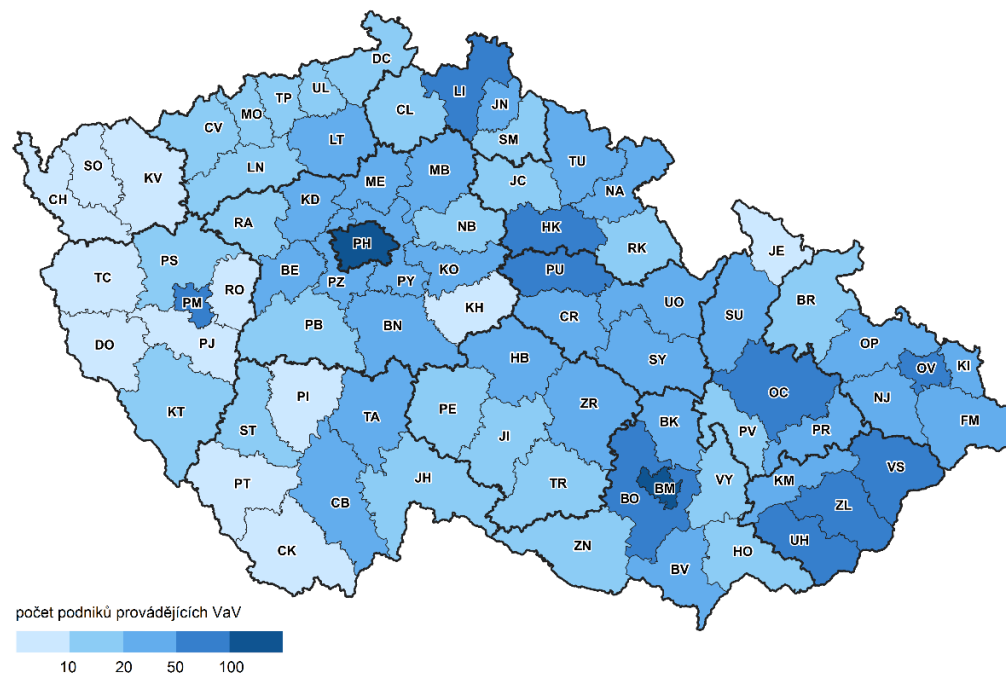 DC
LI
UL
JN
TP
CL
MO
CV
LT
SM
TU
SO
KV
LN
MB
ME
JC
NA
CH
KD
RA
NB
HK
PH
RK
JE
PS
BE
KO
PU
TC
PZ
PY
RO
BR
PM
UO
SU
KH
CR
PB
BN
OP
DO
PJ
HB
SY
OV
KI
OC
PI
NJ
ZR
KT
TA
PE
BK
FM
ST
JI
PV
PR
VS
PT
JH
TR
VY
KM
BM
BO
CB
ZL
UH
ZN
CK
HO
BV
počet podniků provádějících VaV
10 20 50 100